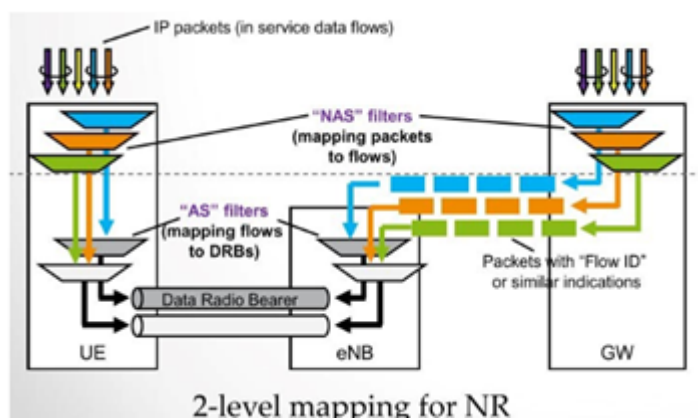 IP packets (in service data flows)
"NAS" filters
(mapping packets
to flows)
"AS" filters
(mapping flows
to DRBs)
Packets with "Flow ID"
or similar indications
Data Radio Bearer
UE
eNB
GW
2-level mapping for NR